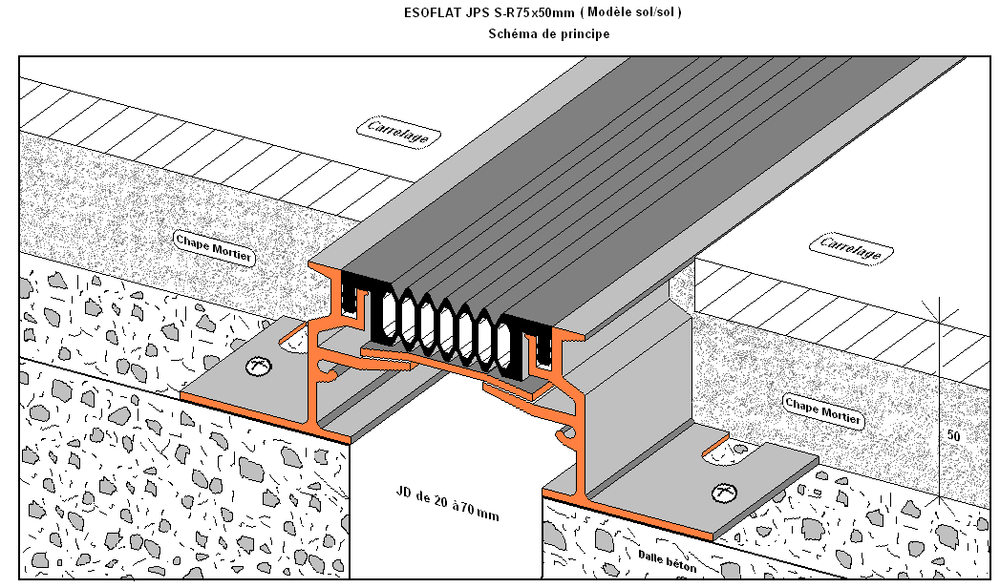 ESOFLAT JPS S-R75x50mm ( Modèle sol/sol )
Schéma de principe
Carrelage
Chape Mortier
Carrelage
Chape Mortier
50
JD de 20 à 70 mm
Dalle béton